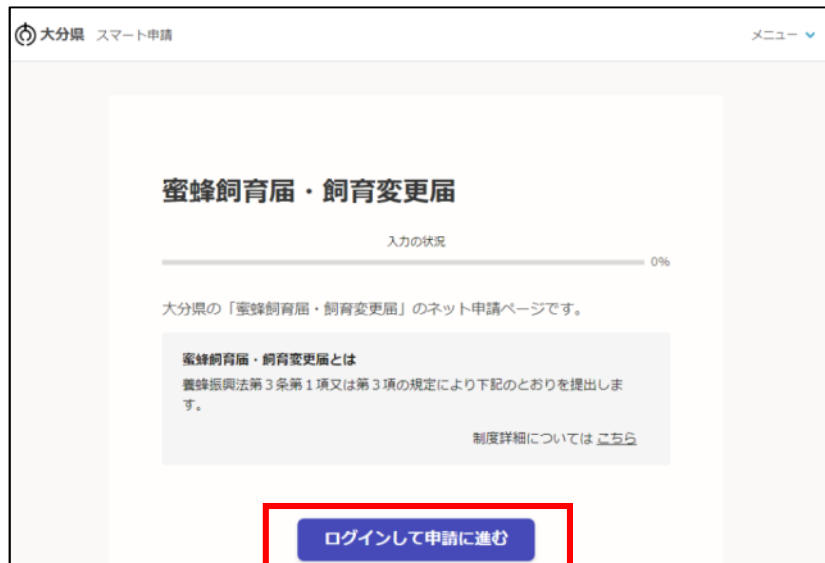 大分県 スマート申請 メニュー
蜜蜂飼育届・飼育変更届
入力の状況
0%
大分県の「蜜蜂飼育届・飼育変更届」のネット申請ページです。
蜜蜂飼育届・飼育変更届とは
養蜂振興法第３条第１項又は第３項の規定により下記のとおりを提出しま
す。
制度詳細については こちら
ログインして申請に進む